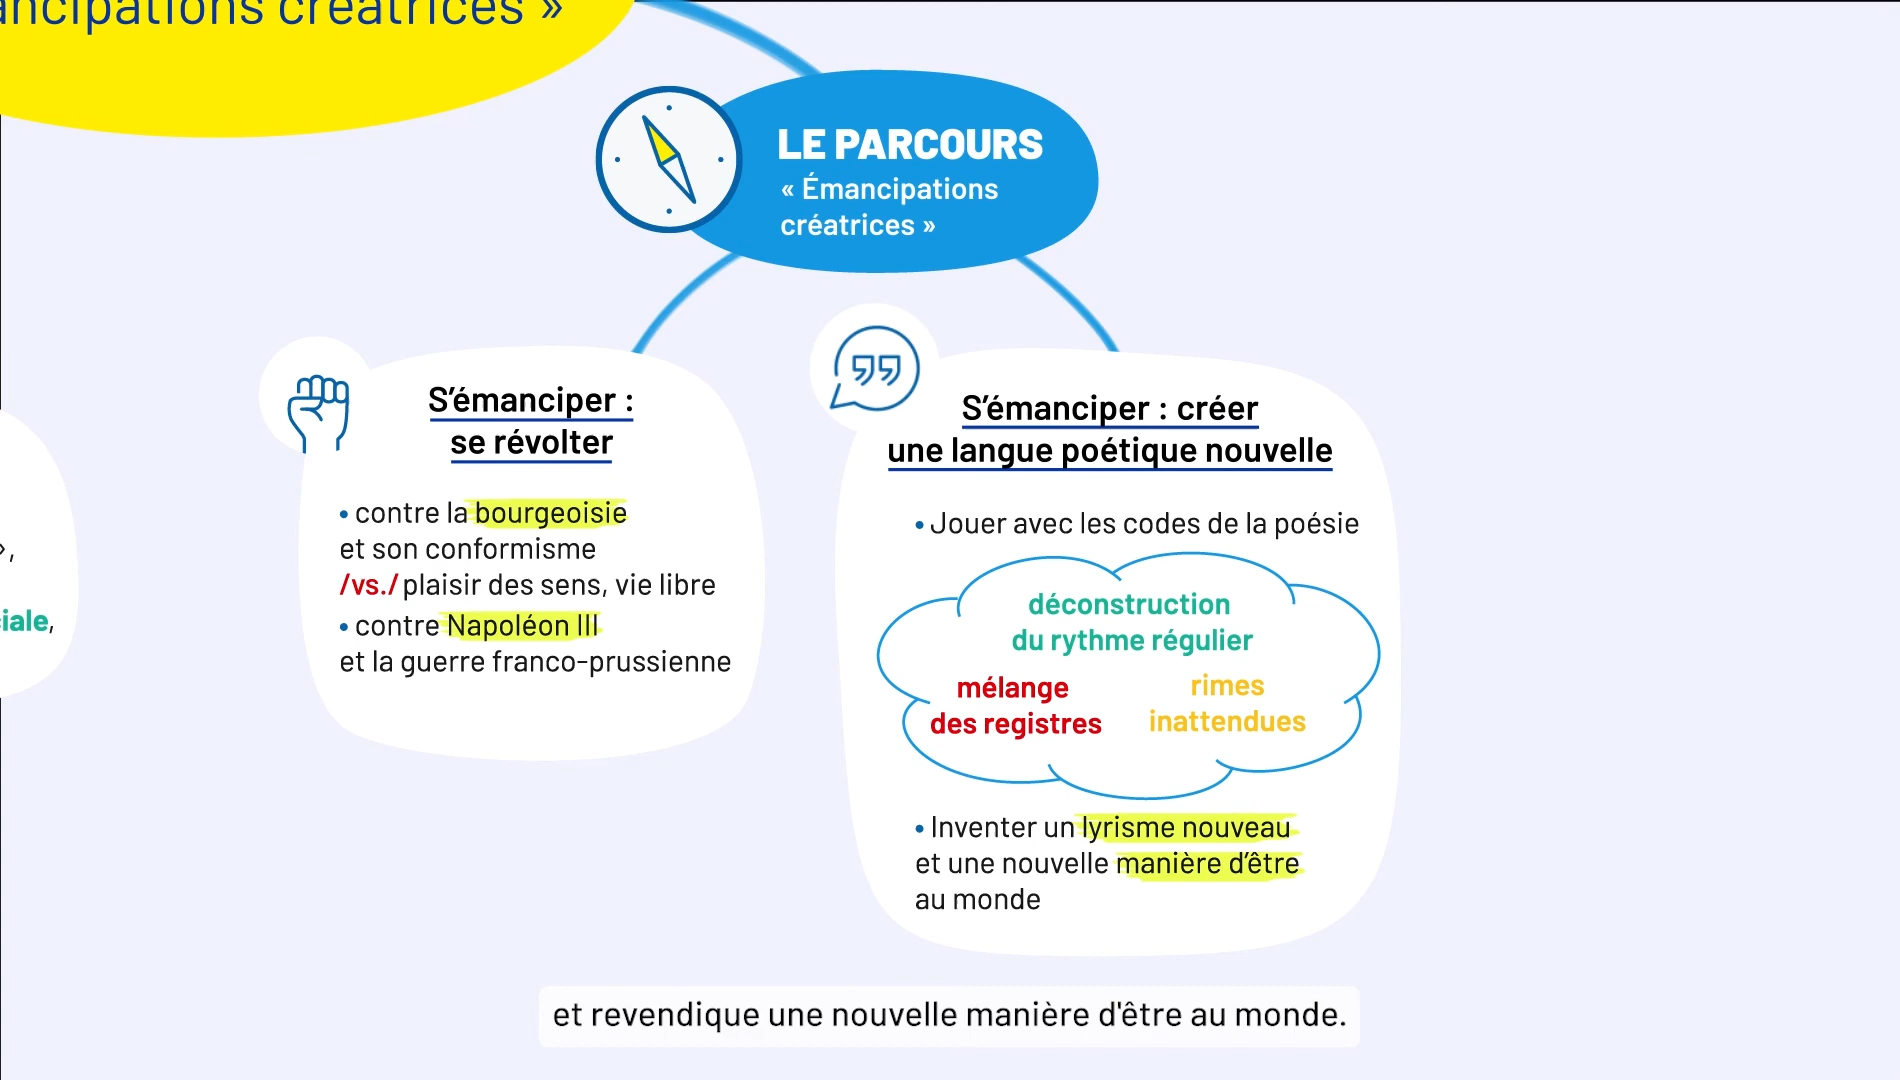 créatrices »
LE PARCOURS
« Émancipations
créatrices »
S’émanciper :
se révolter
• contre la bourgeoisie
et son conformisme
/vs./ plaisir des sens, vie libre
• contre Napoléon III
et la guerre franco-prussienne
S’émanciper : créer
une langue poétique nouvelle
• Jouer avec les codes de la poésie
déconstruction
du rythme régulier
mélange
des registres
rimes
inattendues
• Inventer un lyrisme nouveau
et une nouvelle manière d’être
au monde
et revendique une nouvelle manière d'être au monde.